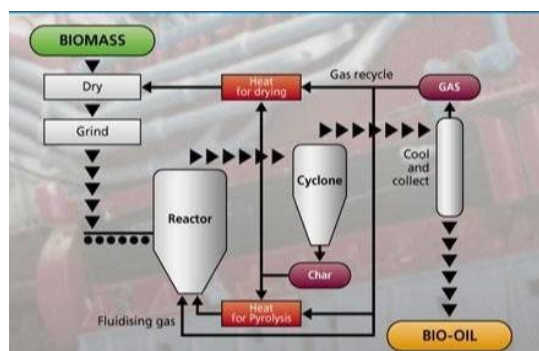 BIOMASS
Dry
Grind
Heat
for drying
Gas recycle
GAS
Cool
and
collect
Cyclone
Reactor
Char
Heat
for Pyrolysis
Fluidising gas
BIO-OIL